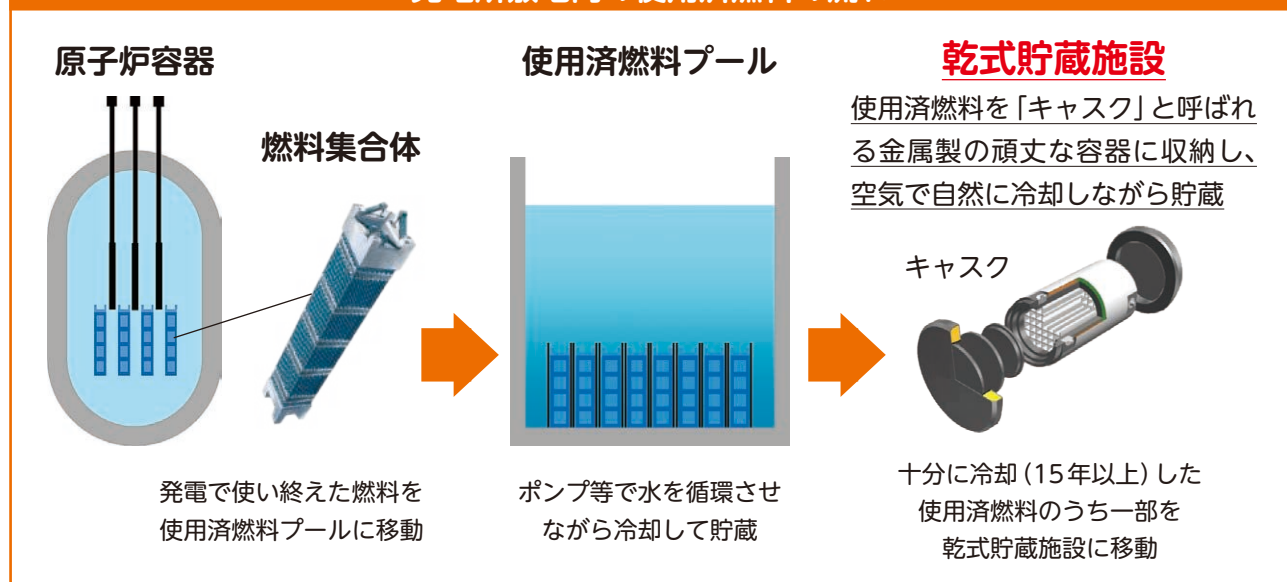 原子炉容器
燃料集合体
発電で使い終えた燃料を
使用済燃料プールに移動
使用済燃料プール
ポンプ等で水を循環させ
ながら冷却して貯蔵
乾式貯蔵施設
使用済燃料を「キャスク」と呼ばれ
る金属製の頑丈な容器に収納し、
空気で自然に冷却しながら貯蔵
キャスク
十分に冷却（15年以上）した
使用済燃料のうち一部を
乾式貯蔵施設に移動